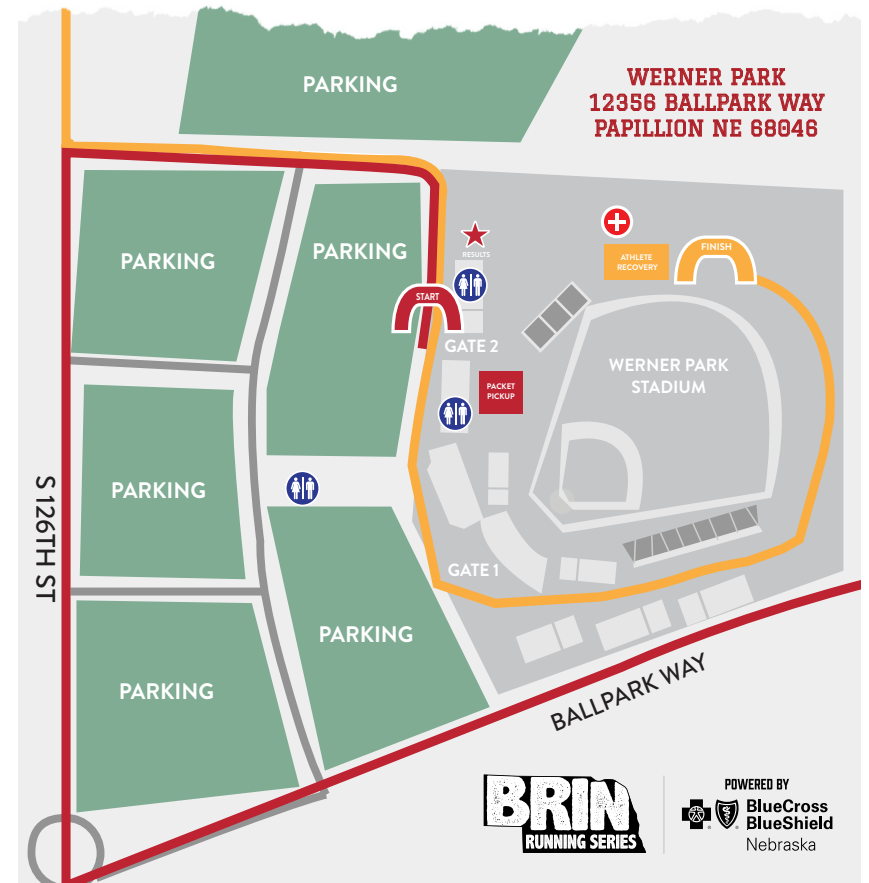 PARKING
WERNER PARK
12356 BALLPARK WAY
PAPILLION NE 68046
PARKING
PARKING
RESULTS
ATHLETE
RECOVERY
FINISH
START
GATE 2
WERNER PARK
STADIUM
PACKET
PICKUP
PARKING
S 126TH ST
GATE 1
PARKING
PARKING
BALLPARK WAY
BRIN
RUNNING SERIES
POWERED BY
BlueCross
BlueShield
Nebraska